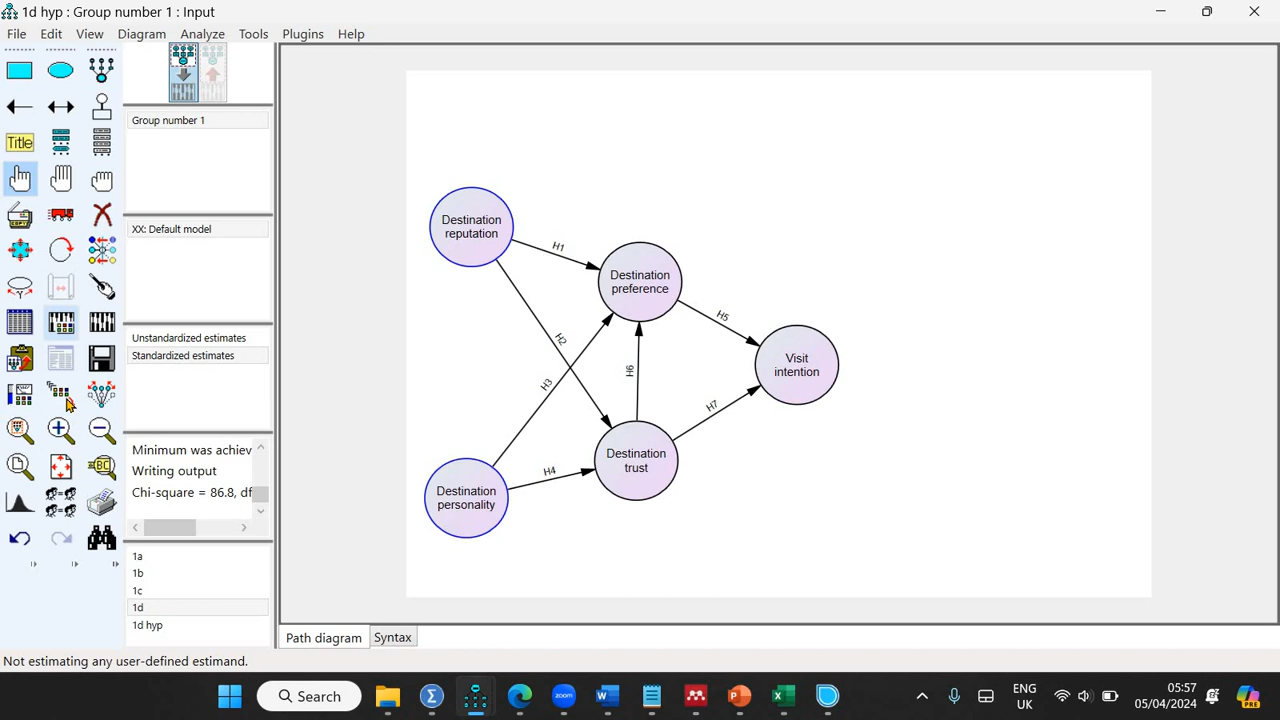 1d hyp : Group number 1 : Input
File Edit View Diagram Analyze Tools Plugins Help
Title
Group number 1
XX: Default model
Unstandardized estimates
Standardized estimates
Minimum was achiev
Writing output
Chi-square = 86.8, df
1a
1b
1c
1d
1d hyp
Destination
reputation
H1
Destination
preference
H2
H3
H5
Visit
intention
H6
H7
Destination
trust
H4
Destination
personality
Path diagram
Syntax
Not estimating any user-defined estimand.
Search
ENG
UK
05:57
05/04/2024